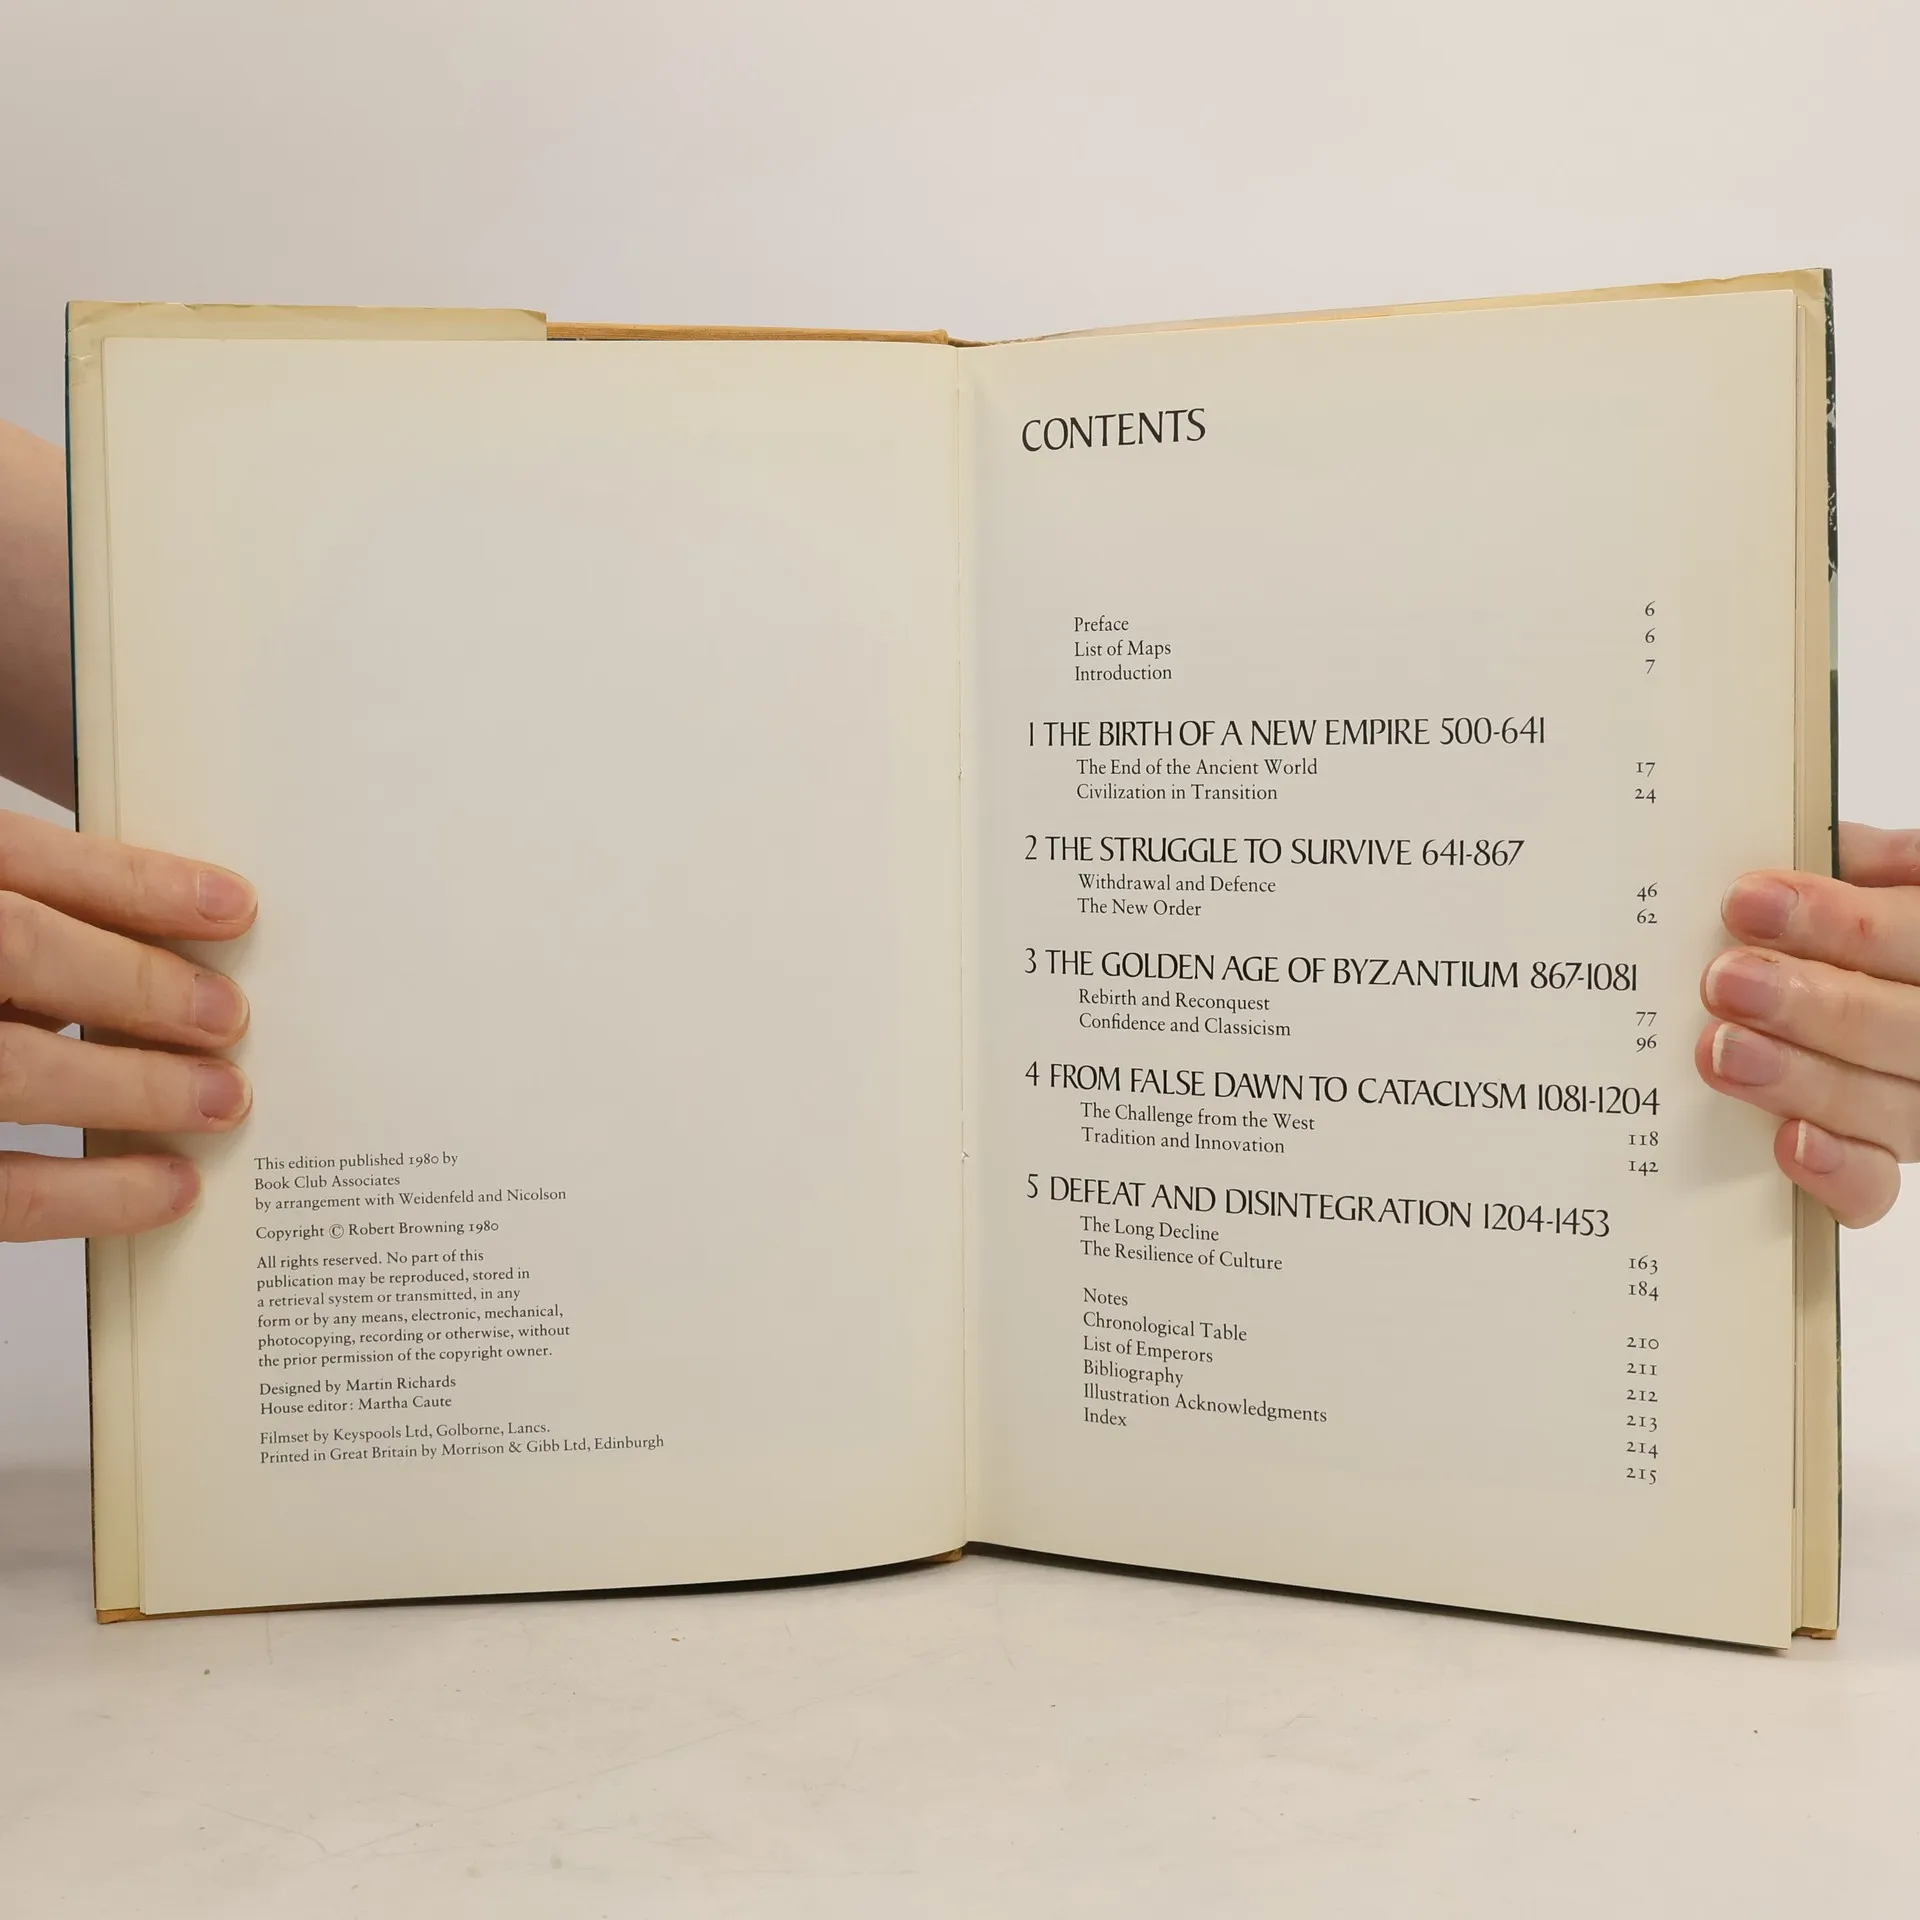 This edition published 1980 by
Book Club Associates
by arrangement with Weidenfeld and Nicolson
Copyright © Robert Browning 1980
All rights reserved. No part of this
publication may be reproduced, stored in
a retrieval system or transmitted, in any
form or by any means, electronic, mechanical,
photocopying, recording or otherwise, without
the prior permission of the copyright owner.
Designed by Martin Richards
House editor: Martha Caute
Filmset by Keyspools Ltd, Golborne, Lancs.
Printed in Great Britain by Morrison & Gibb Ltd, Edinburgh
CONTENTS
Preface 6
List of Maps 6
Introduction 7
1 THE BIRTH OF A NEW EMPIRE 500-641
The End of the Ancient World 17
Civilization in Transition 24
2 THE STRUGGLE TO SURVIVE 641-867
Withdrawal and Defence 46
The New Order 62
3 THE GOLDEN AGE OF BYZANTIUM 867-1081
Rebirth and Reconquest 77
Confidence and Classicism 96
4 FROM FALSE DAWN TO CATACLYSM 1081-1204
The Challenge from the West 118
Tradition and Innovation 142
5 DEFEAT AND DISINTEGRATION 1204-1453
The Long Decline 163
The Resilience of Culture 184
Notes 210
Chronological Table 211
List of Emperors 212
Bibliography 213
Illustration Acknowledgments 214
Index 215